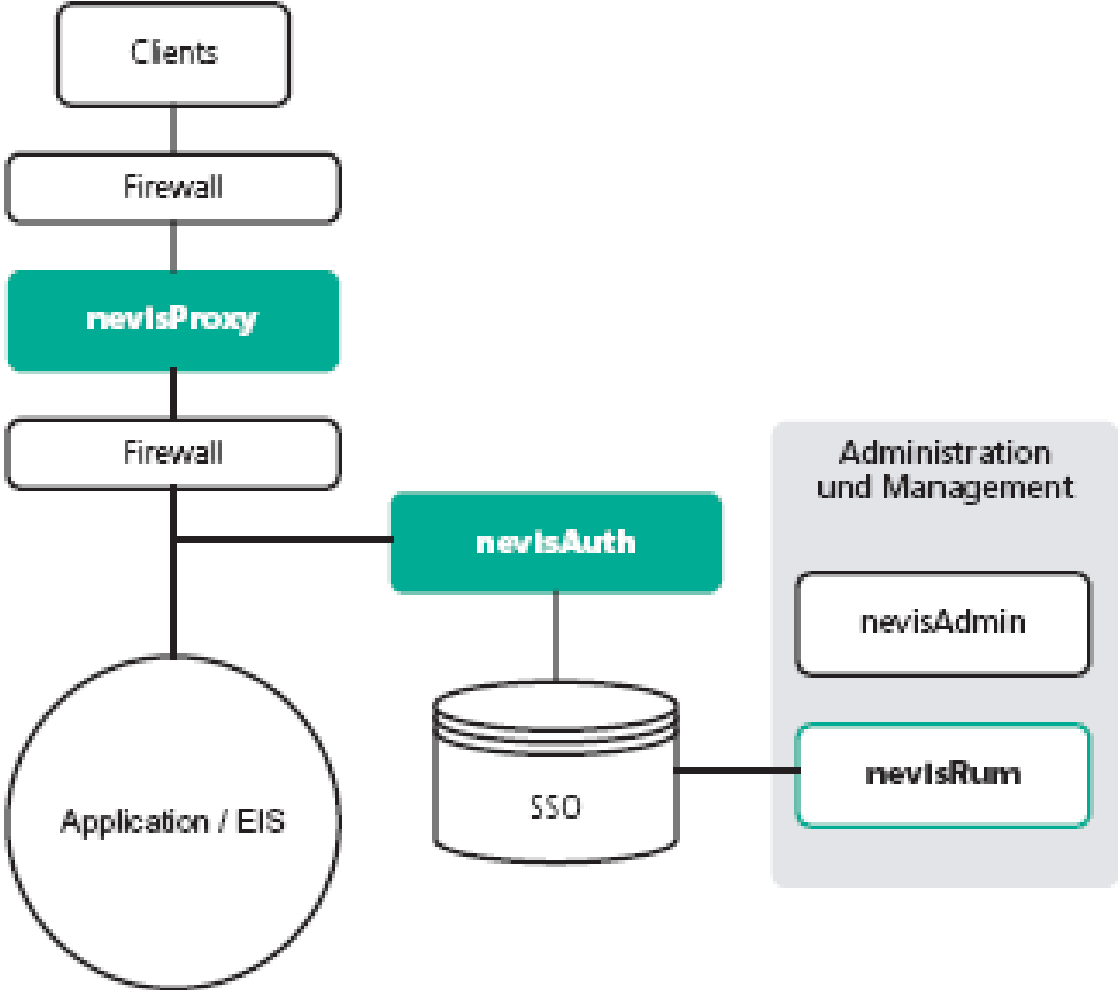 Clients
Firewall
nevisProxy
Firewall
nevisAuth
Administration
und Management
nevisAdmin
nevisRum
SSO
Application / EIS